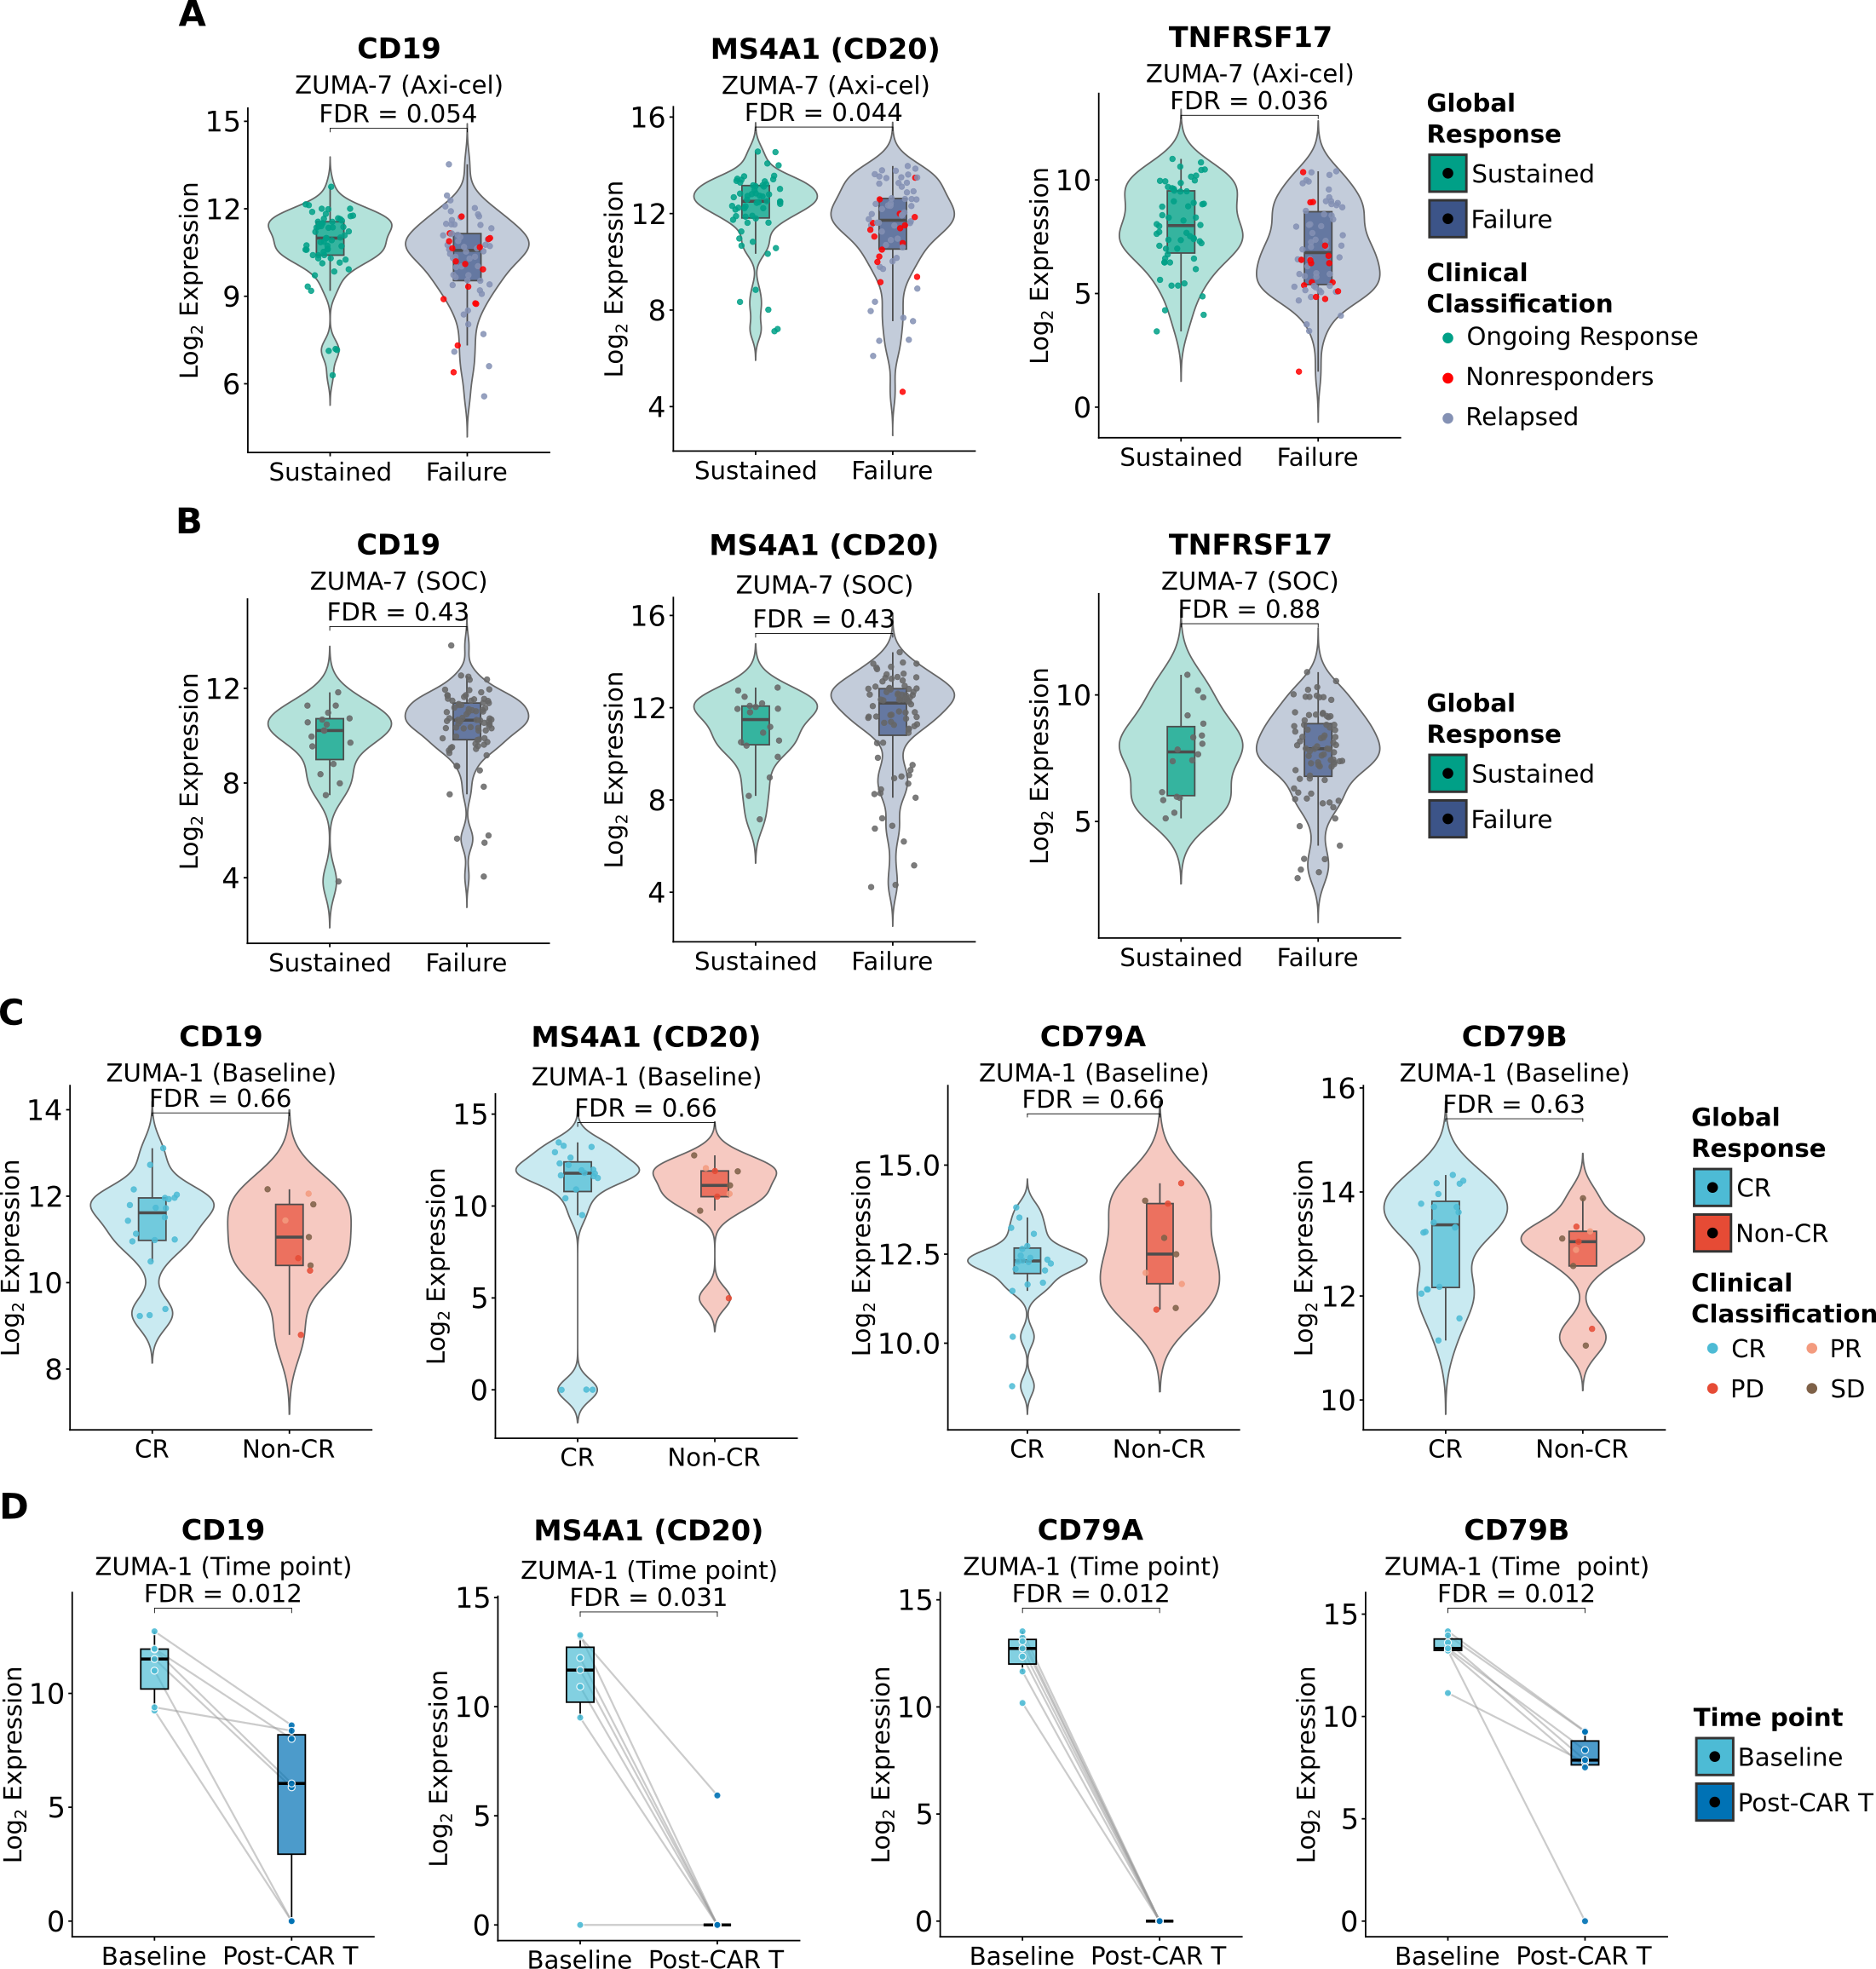 A
CD19
ZUMA-7 (Axi-cel)
FDR = 0.054
Log2 Expression
15
12
9
6
Sustained
Failure
MS4A1 (CD20)
ZUMA-7 (Axi-cel)
FDR = 0.044
Log2 Expression
16
12
8
4
Sustained
Failure
TNFRSF17
ZUMA-7 (Axi-cel)
FDR = 0.036
Log2 Expression
10
5
0
Sustained
Failure
Global
Response
Sustained
Failure
Clinical
Classification
Ongoing Response
Nonresponders
Relapsed
B
CD19
ZUMA-7 (SOC)
FDR = 0.43
Log2 Expression
12
8
4
Sustained
Failure
MS4A1 (CD20)
ZUMA-7 (SOC)
FDR = 0.43
Log2 Expression
16
12
8
4
Sustained
Failure
TNFRSF17
ZUMA-7 (SOC)
FDR = 0.88
Log2 Expression
10
5
Sustained
Failure
Global
Response
Sustained
Failure
C
CD19
ZUMA-1 (Baseline)
FDR = 0.66
Log2 Expression
14
12
10
8
CR
Non-CR
MS4A1 (CD20)
ZUMA-1 (Baseline)
FDR = 0.66
Log2 Expression
15
10
5
0
CR
Non-CR
CD79A
ZUMA-1 (Baseline)
FDR = 0.66
Log2 Expression
15.0
12.5
10.0
CR
Non-CR
CD79B
ZUMA-1 (Baseline)
FDR = 0.63
Log2 Expression
16
14
12
10
CR
Non-CR
Global
Response
CR
Non-CR
Clinical
Classification
CR
PR
PD
SD
D
CD19
ZUMA-1 (Time point)
FDR = 0.012
Log2 Expression
10
5
0
Baseline
Post-CAR T
MS4A1 (CD20)
ZUMA-1 (Time point)
FDR = 0.031
Log2 Expression
15
10
5
0
Baseline
Post-CAR T
CD79A
ZUMA-1 (Time point)
FDR = 0.012
Log2 Expression
15
10
5
0
Baseline
Post-CAR T
CD79B
ZUMA-1 (Time point)
FDR = 0.012
Log2 Expression
15
10
5
0
Baseline
Post-CAR T
Time point
Baseline
Post-CAR T